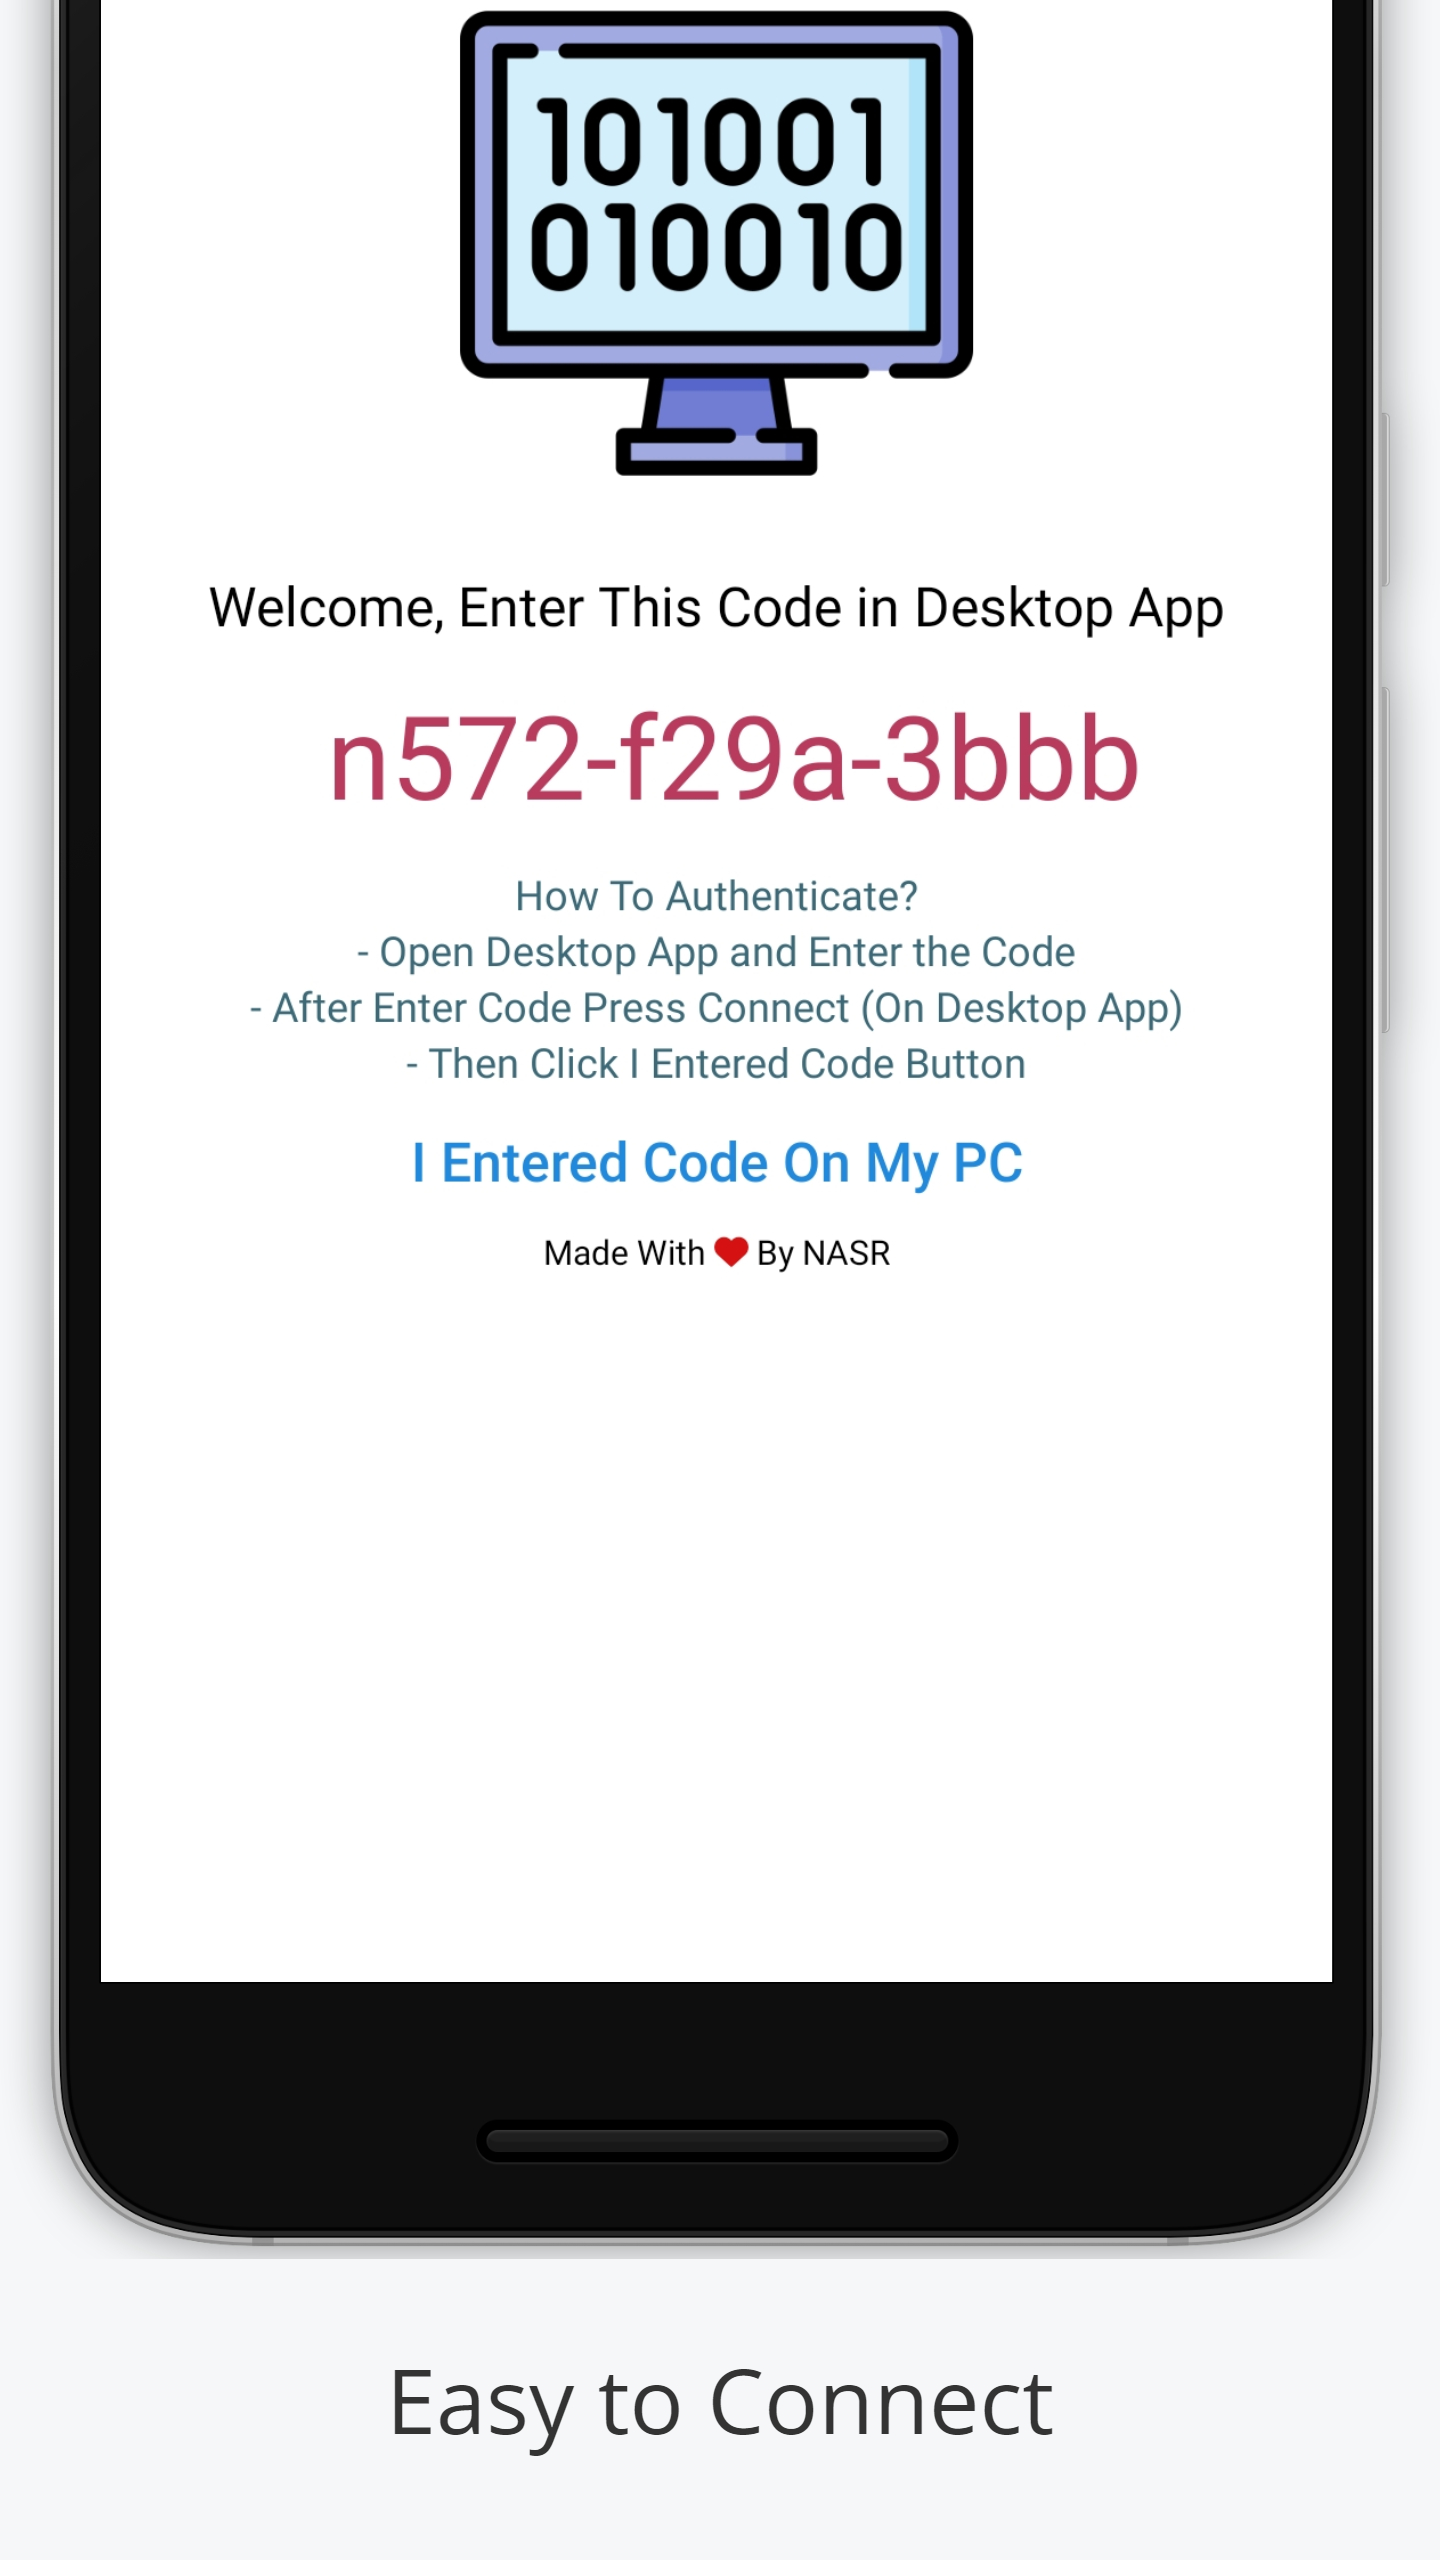 101001
010010
Welcome, Enter This Code in Desktop App
n572-f29a-3bbb
How To Authenticate?
- Open Desktop App and Enter the Code
- After Enter Code Press Connect (On Desktop App)
- Then Click I Entered Code Button
I Entered Code On My PC
Made With ❤ By NASR
Easy to Connect